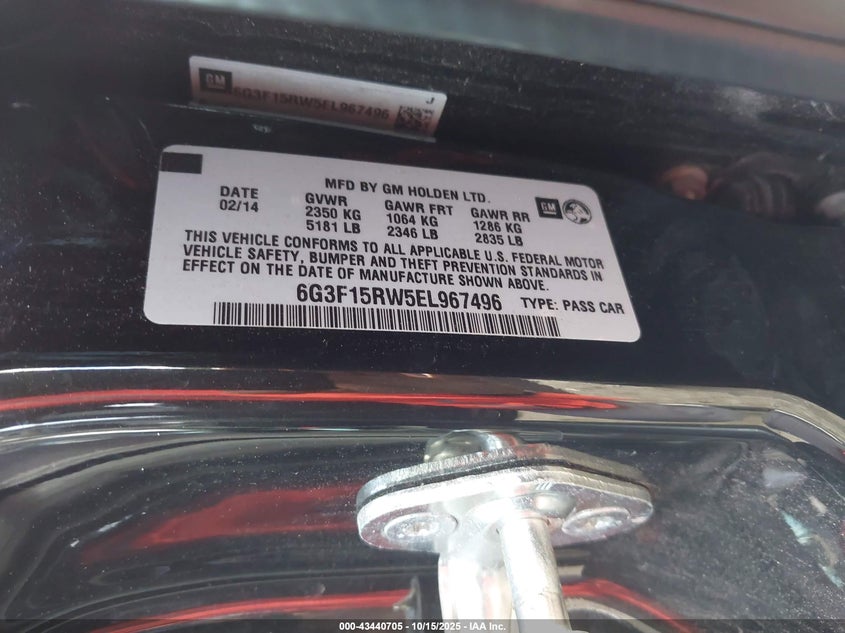 GM
6G3F15RW5EL967496
J
MFD BY GM HOLDEN LTD.
DATE GVWR GAWR FRT GAWR RR
02/14 2350 KG 1064 KG 1286 KG
5181 LB 2346 LB 2835 LB
GM
THIS VEHICLE CONFORMS TO ALL APPLICABLE U.S. FEDERAL MOTOR
VEHICLE SAFETY, BUMPER AND THEFT PREVENTION STANDARDS IN
EFFECT ON THE DATE OF MANUFACTURE SHOWN ABOVE.
6G3F15RW5EL967496 TYPE: PASS CAR
000-43440705 - 10/15/2025 - IAA Inc.